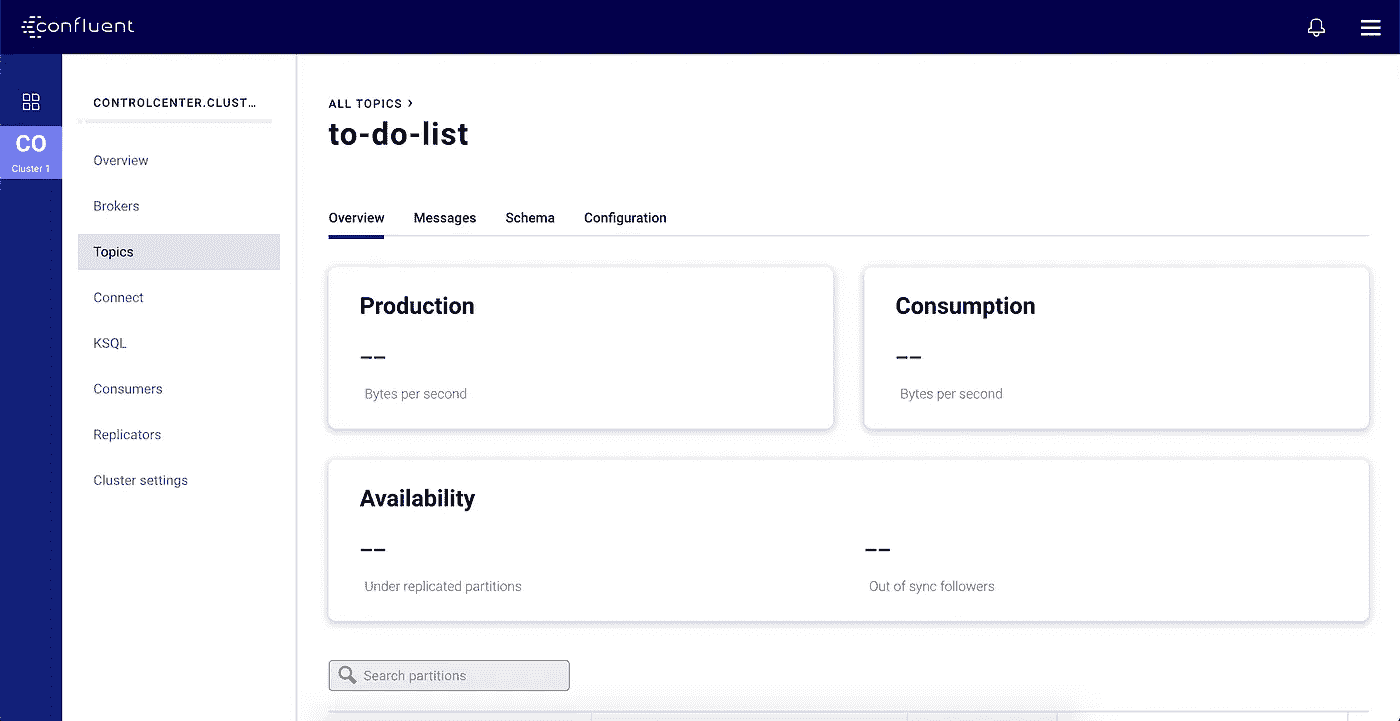 confluent
CO
Cluster 1
CONTROLCENTER.CLUST...
Overview
Brokers
Topics
Connect
KSQL
Consumers
Replicators
Cluster settings
ALL TOPICS ›
to-do-list
Overview Messages Schema Configuration
Production
--
Bytes per second
Consumption
--
Bytes per second
Availability
--
Under replicated partitions
--
Out of sync followers
Search partitions